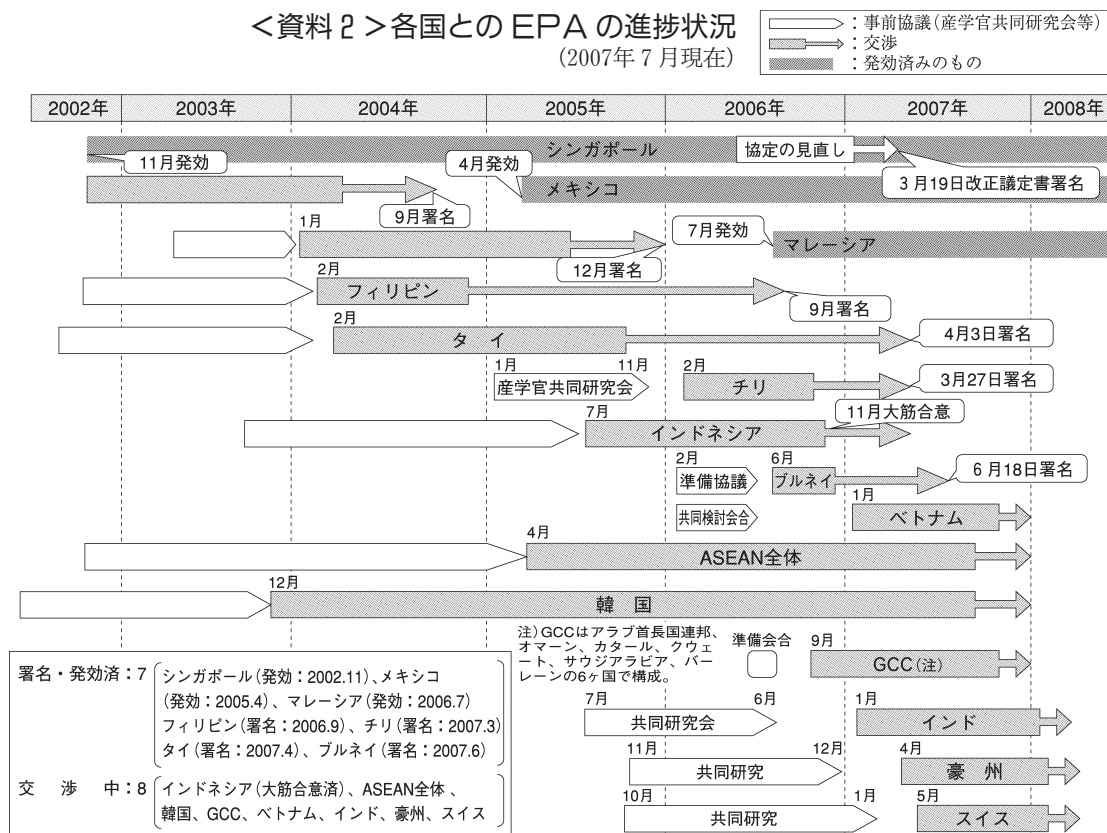 <資料2>各国とのEPAの進捗状況
(2007年7月現在)
:事前協議(産学官共同研究会等)
:交渉
:発効済みのもの
2002年 2003年 2004年 2005年 2006年 2007年 2008年
シンガポール
協定の見直し
11月発効
3月19日改正議定書署名
4月発効
メキシコ
9月署名
1月
12月署名
7月発効
マレーシア
2月
フィリピン
9月署名
2月
タイ
4月3日署名
1月 11月
産学官共同研究会
2月
チリ
3月27日署名
7月
インドネシア
11月大筋合意
2月
準備協議
6月
ブルネイ
6月18日署名
共同検討会合
1月
ベトナム
4月
ASEAN全体
12月
韓国
注)GCCはアラブ首長国連邦、
オマーン、カタール、クウェ
ート、サウジアラビア、バー
レーンの6ヶ国で構成。
準備会合
9月
GCC(注)
7月 6月
共同研究会
1月
インド
11月 12月
共同研究
4月
豪州
10月 1月
共同研究
5月
スイス
署名・発効済:7
シンガポール(発効:2002.11)、メキシコ
(発効:2005.4)、マレーシア(発効:2006.7)
フィリピン(署名:2006.9)、チリ(署名:2007.3)
タイ(署名:2007.4)、ブルネイ(署名:2007.6)
交渉中:8
インドネシア(大筋合意済)、ASEAN全体、
韓国、GCC、ベトナム、インド、豪州、スイス